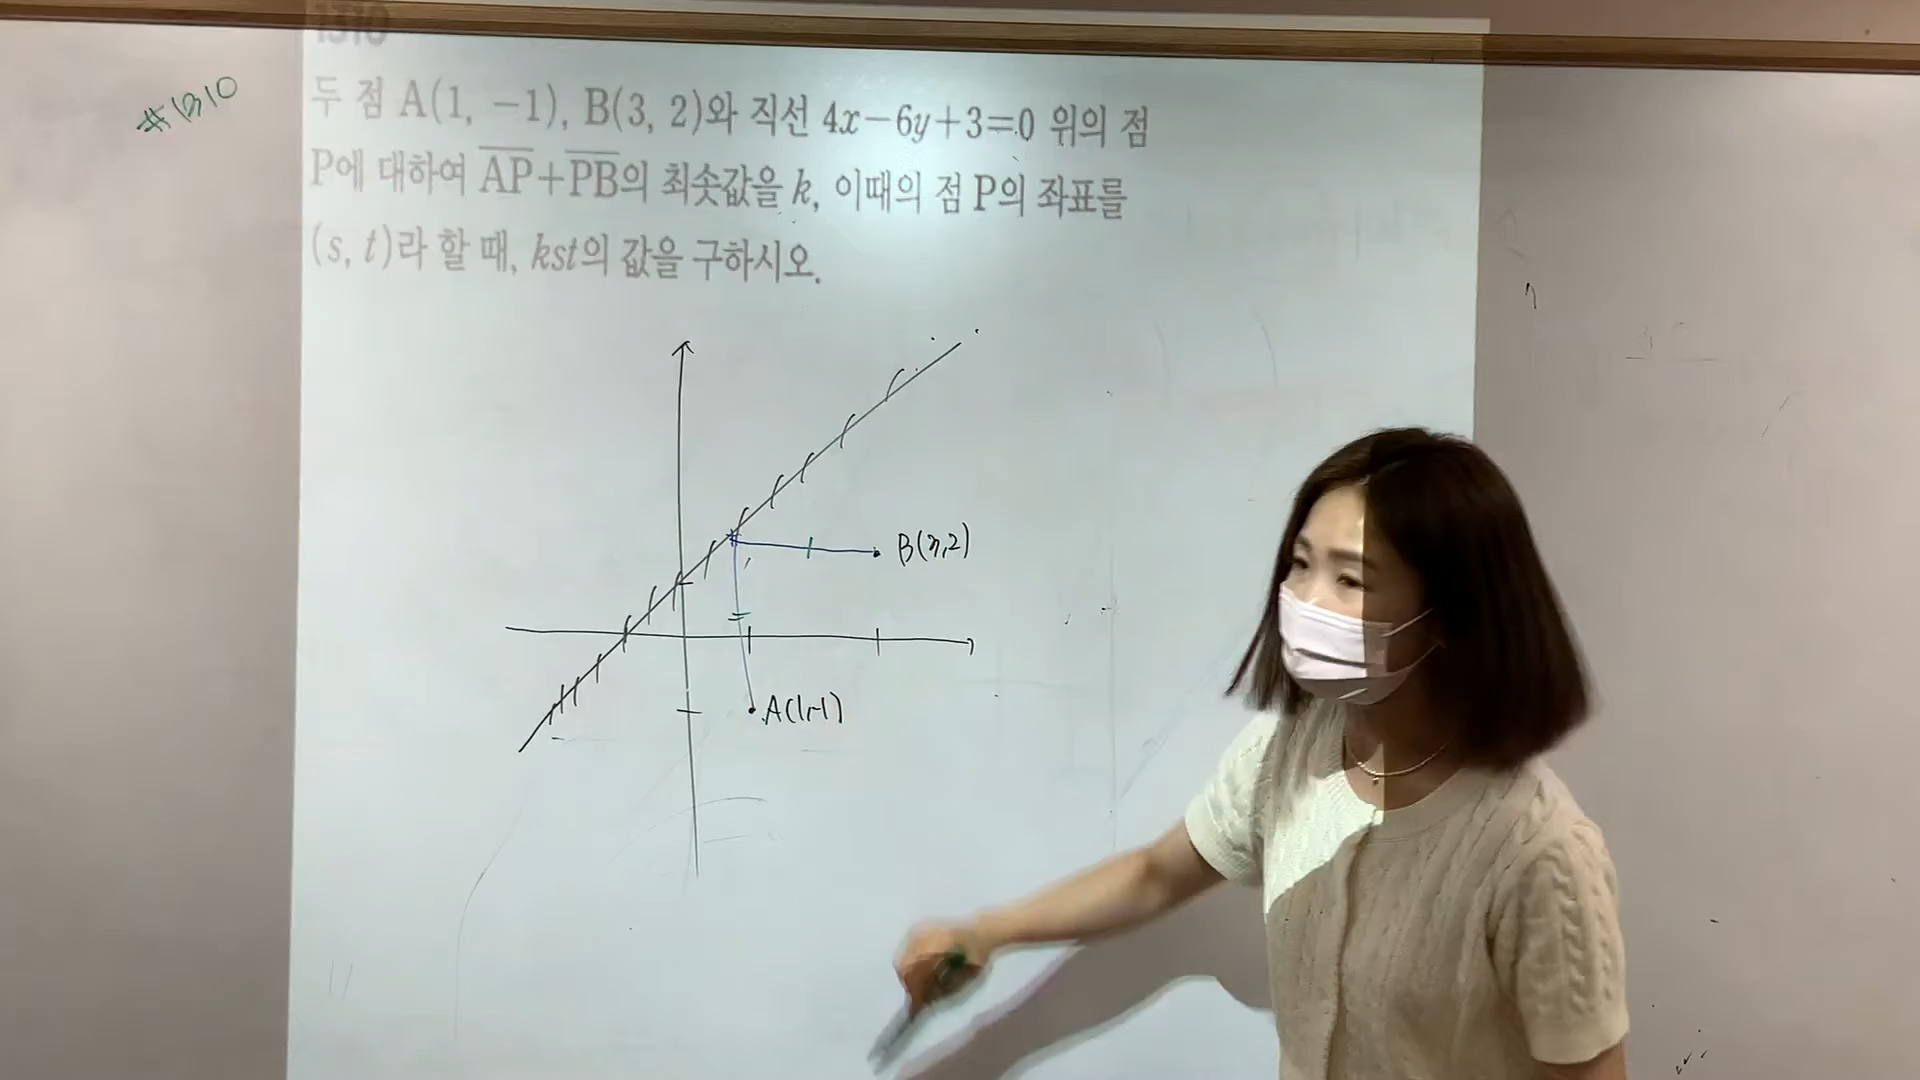 1310
#1310
두 점 A(1, −1), B(3, 2)와 직선 4x−6y+3=0 위의 점
P에 대하여 AP+PB의 최솟값을 k, 이때의 점 P의 좌표를
(s, t)라 할 때, kst의 값을 구하시오.
B(3,2)
A(1,-1)